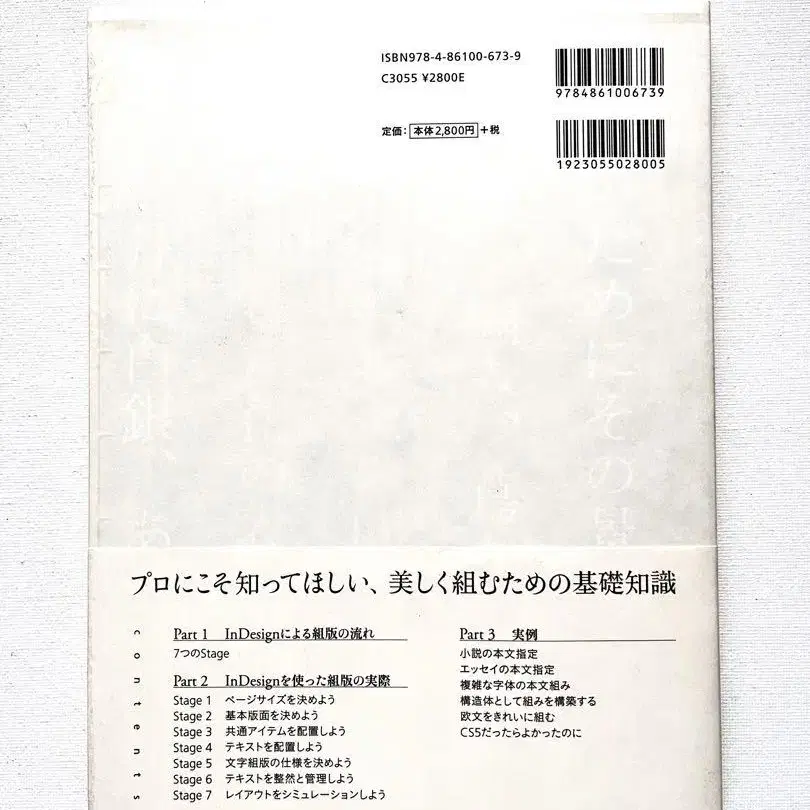 ISBN978-4-86100-673-9
C3055 ¥2800E
9784861006739
定価：本体2,800円＋税
1923055028005
プロにこそ知ってほしい、美しく組むための基礎知識
contents
Part 1 InDesignによる組版の流れ
7つのStage
Part 2 InDesignを使った組版の実際
Stage 1 ページサイズを決めよう
Stage 2 基本版面を決めよう
Stage 3 共通アイテムを配置しよう
Stage 4 テキストを配置しよう
Stage 5 文字組版の仕様を決めよう
Stage 6 テキストを整然と管理しよう
Stage 7 レイアウトをシミュレーションしよう
Part 3 実例
小説の本文指定
エッセイの本文指定
複雑な字体の本文組み
構造体として組みを構築する
欧文をきれいに組む
CS5だったらよかったのに